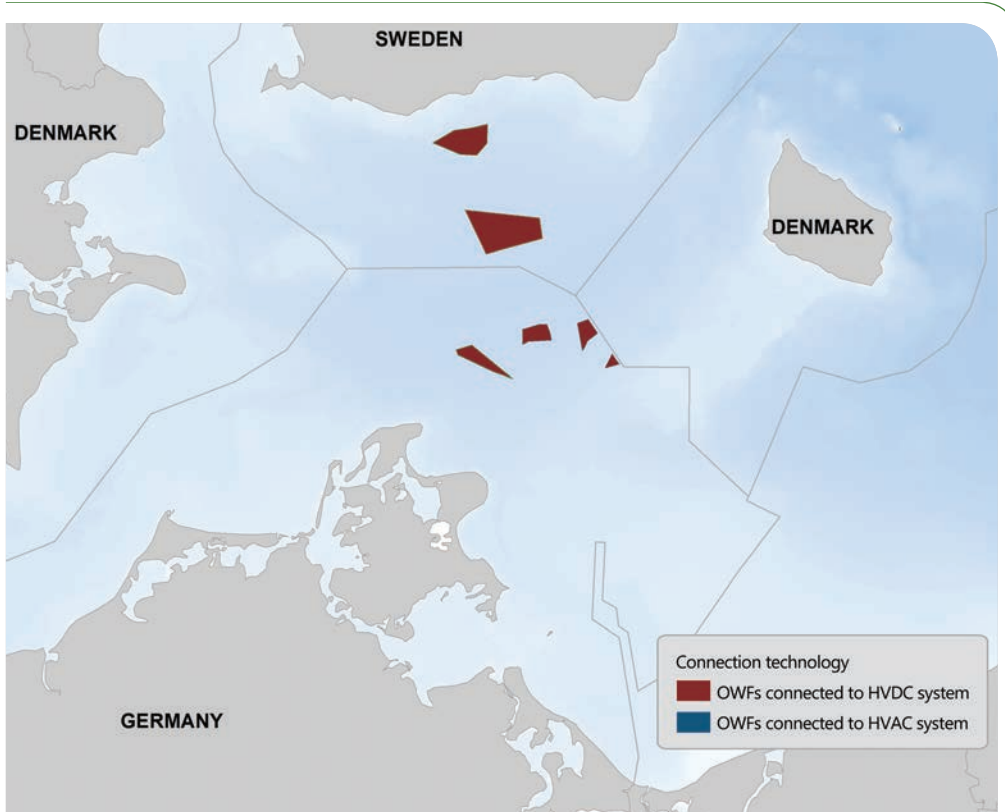 SWEDEN
DENMARK
DENMARK
GERMANY
Connection technology
OWFs connected to HVDC system
OWFs connected to HVAC system